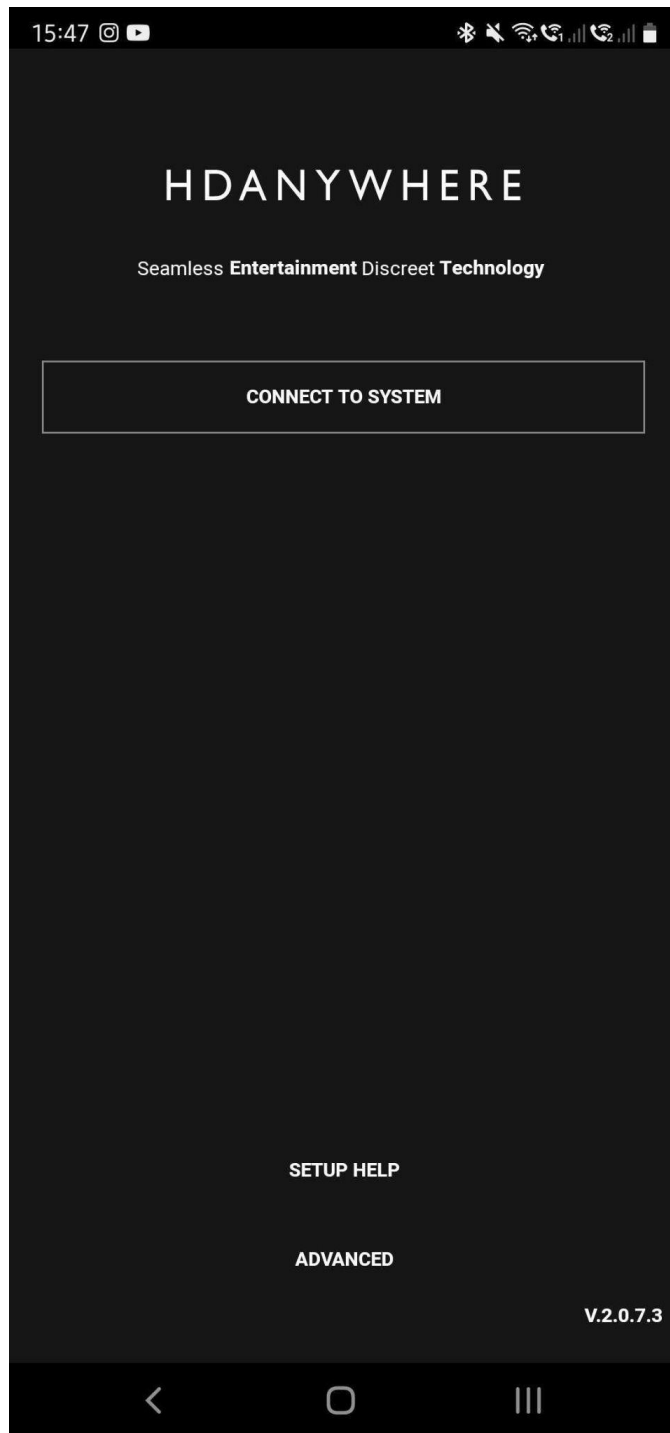 15:47
HDANYWHERE
Seamless Entertainment Discreet Technology
CONNECT TO SYSTEM
SETUP HELP
ADVANCED
V.2.0.7.3